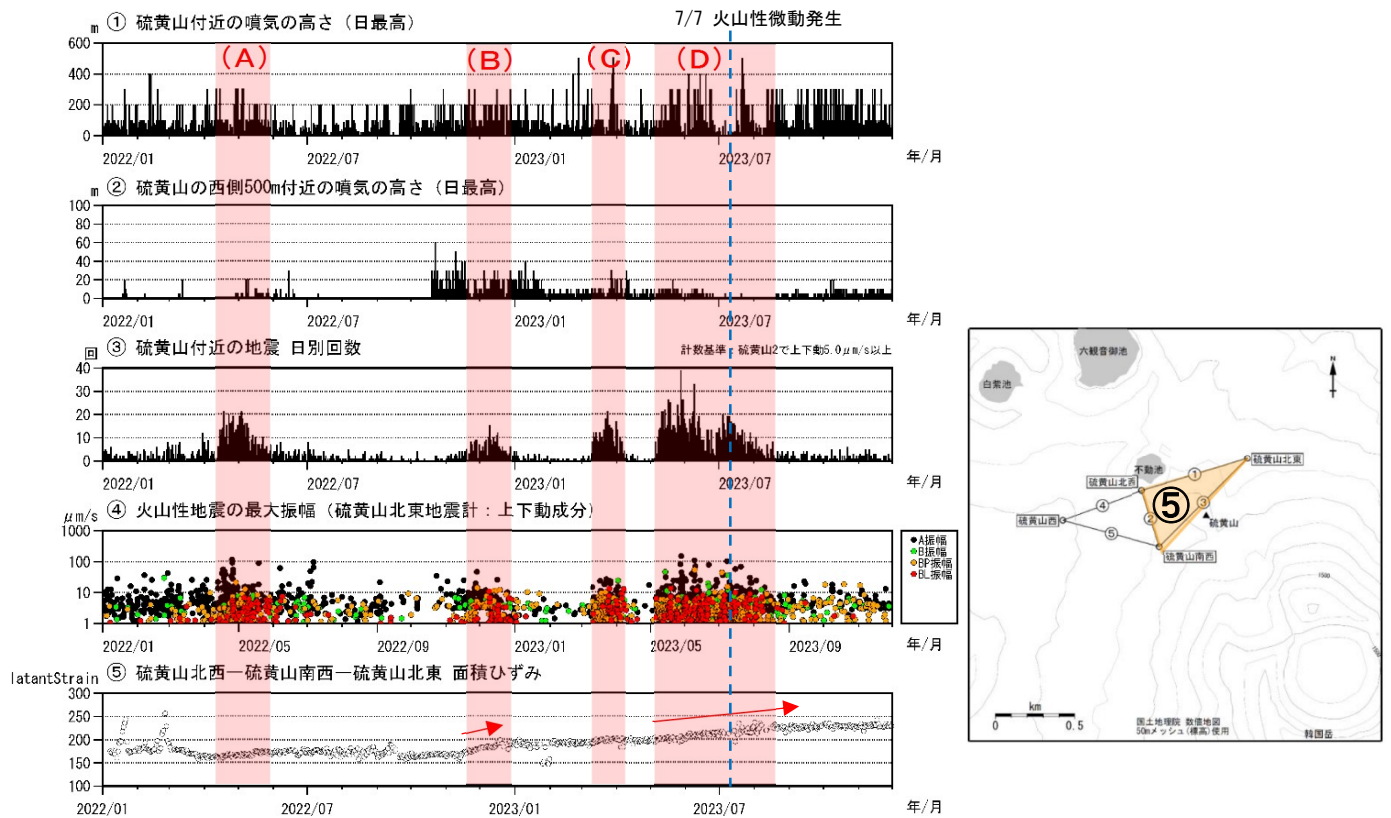 7/7 火山性微動発生
m ① 硫黄山付近の噴気の高さ (日最高)
600
400
200
0
(A)
(B)
(C)
(D)
2022/01
2022/07
2023/01
2023/07
年/月
m ② 硫黄山の西側500m付近の噴気の高さ (日最高)
100
80
60
40
20
0
2022/01
2022/07
2023/01
2023/07
年/月
回 ③ 硫黄山付近の地震 日別回数
計数基準：硫黄山2で上下動5.0μm/s以上
40
30
20
10
0
2022/01
2022/07
2023/01
2023/07
年/月
μm/s ④ 火山性地震の最大振幅 (硫黄山北東地震計：上下動成分)
1000
100
10
1
A振幅
B振幅
BP振幅
BL振幅
2022/01
2022/05
2022/09
2023/01
2023/05
2023/09
年/月
latantStrain ⑤ 硫黄山北西ー硫黄山南西ー硫黄山北東 面積ひずみ
300
250
200
150
100
2022/01
2022/07
2023/01
2023/07
年/月
六観音御池
白紫池
N
不動池
硫黄山北東
硫黄山北西
①
④
⑤
③
②
硫黄山
硫黄山西
⑤
硫黄山南西
1500
1500
km
0 0.5
国土地理院 数値地図
50mメッシュ(標高)使用
韓国岳